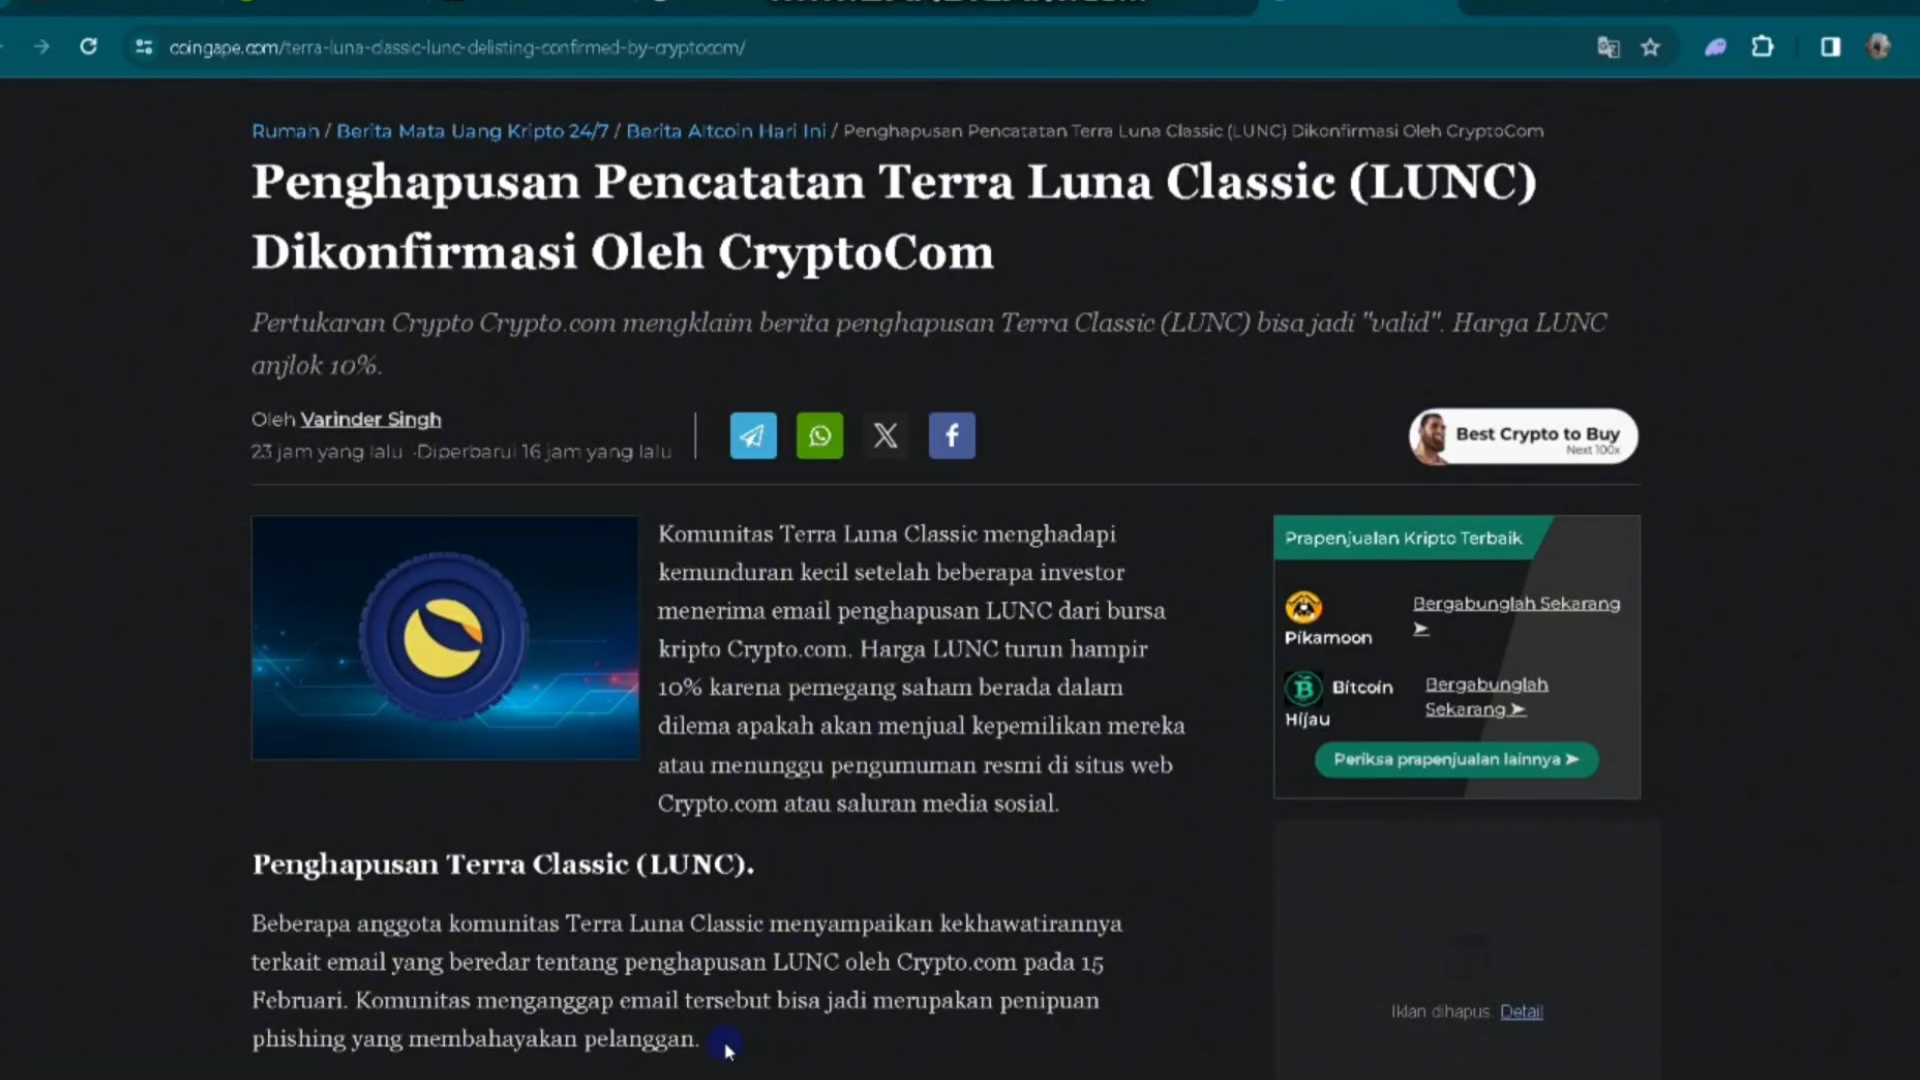 coingape.com/terra-luna-classic-lunc-delisting-confirmed-by-cryptocom/
Rumah / Berita Mata Uang Kripto 24/7 / Berita Altcoin Hari Ini / Penghapusan Pencatatan Terra Luna Classic (LUNC) Dikonfirmasi Oleh CryptoCom
Penghapusan Pencatatan Terra Luna Classic (LUNC)
Dikonfirmasi Oleh CryptoCom
Pertukaran Crypto Crypto.com mengklaim berita penghapusan Terra Classic (LUNC) bisa jadi "valid". Harga LUNC
anjlok 10%.
Oleh Varinder Singh
23 jam yang lalu ·Diperbarui 16 jam yang lalu
Best Crypto to Buy
Next 100x
Komunitas Terra Luna Classic menghadapi
kemunduran kecil setelah beberapa investor
menerima email penghapusan LUNC dari bursa
kripto Crypto.com. Harga LUNC turun hampir
10% karena pemegang saham berada dalam
dilema apakah akan menjual kepemilikan mereka
atau menunggu pengumuman resmi di situs web
Crypto.com atau saluran media sosial.
Prapenjualan Kripto Terbaik
Pikamoon
Bergabunglah Sekarang ➤
Bitcoin
Hijau
Bergabunglah
Sekarang ➤
Periksa prapenjualan lainnya ➤
Penghapusan Terra Classic (LUNC).
Beberapa anggota komunitas Terra Luna Classic menyampaikan kekhawatirannya
terkait email yang beredar tentang penghapusan LUNC oleh Crypto.com pada 15
Februari. Komunitas menganggap email tersebut bisa jadi merupakan penipuan
phishing yang membahayakan pelanggan.
Iklan dihapus. Detail